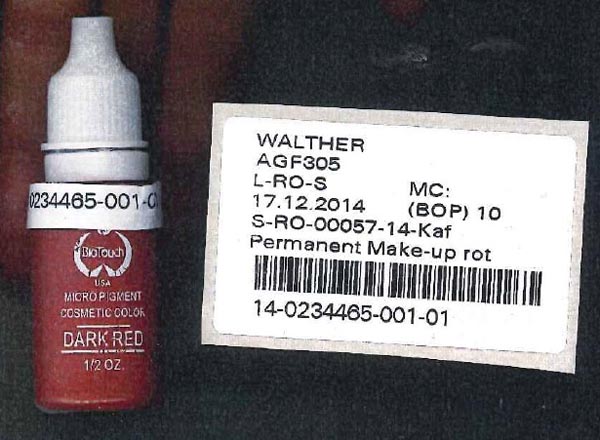 0234465-001-0
BioTouch
USA
MICRO PIGMENT
COSMETIC COLOR
DARK RED
1/2 OZ.
WALTHER
AGF305
L-RO-S MC:
17.12.2014 (BOP) 10
S-RO-00057-14-Kaf
Permanent Make-up rot
14-0234465-001-01